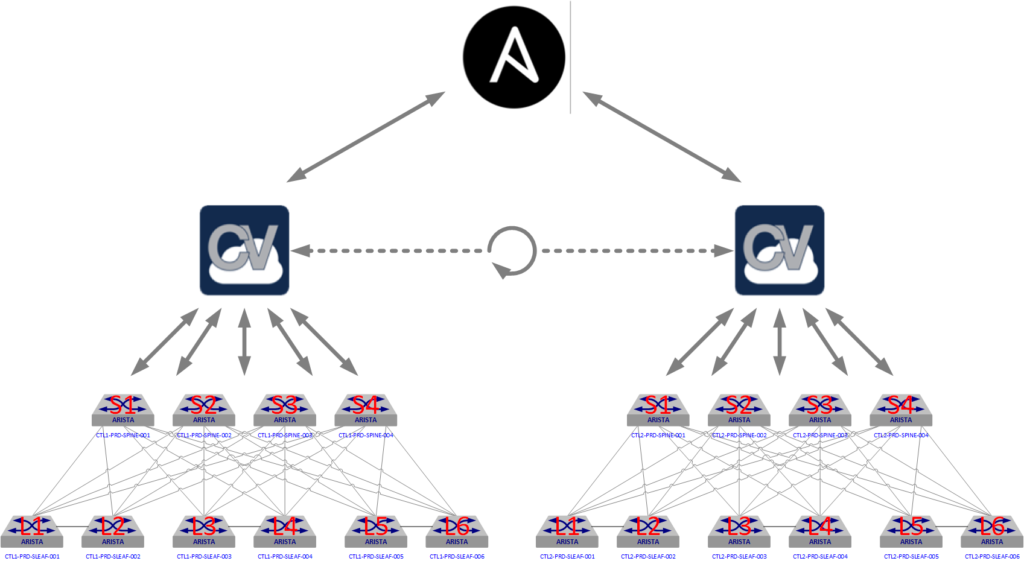 A
CV CV
S1 S2 S3 S4 S1 S2 S3 S4
ARISTA ARISTA ARISTA ARISTA ARISTA ARISTA ARISTA ARISTA
CTL1-PRD-SPINE-001 CTL1-PRD-SPINE-002 CTL1-PRD-SPINE-003 CTL1-PRD-SPINE-004 CTL2-PRD-SPINE-001 CTL2-PRD-SPINE-002 CTL2-PRD-SPINE-003 CTL2-PRD-SPINE-004
L1 L2 L3 L4 L5 L6 L1 L2 L3 L4 L5 L6
ARISTA ARISTA ARISTA ARISTA ARISTA ARISTA ARISTA ARISTA ARISTA ARISTA ARISTA ARISTA
CTL1-PRD-SLEAF-001 CTL1-PRD-SLEAF-002 CTL1-PRD-SLEAF-003 CTL1-PRD-SLEAF-004 CTL1-PRD-SLEAF-005 CTL1-PRD-SLEAF-006 CTL2-PRD-SLEAF-001 CTL2-PRD-SLEAF-002 CTL2-PRD-SLEAF-003 CTL2-PRD-SLEAF-004 CTL2-PRD-SLEAF-005 CTL2-PRD-SLEAF-006